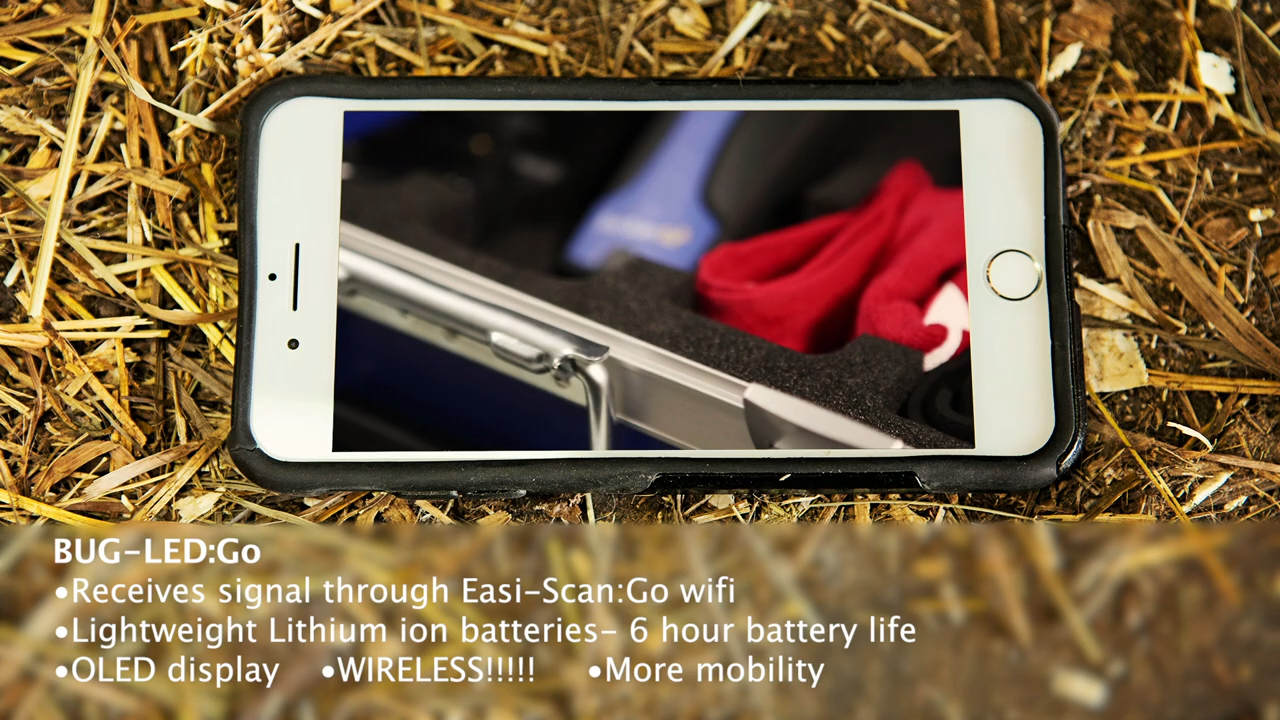 BUG-LED:Go
•Receives signal through Easi-Scan:Go wifi
•Lightweight Lithium ion batteries- 6 hour battery life
•OLED display •WIRELESS!!!!! •More mobility